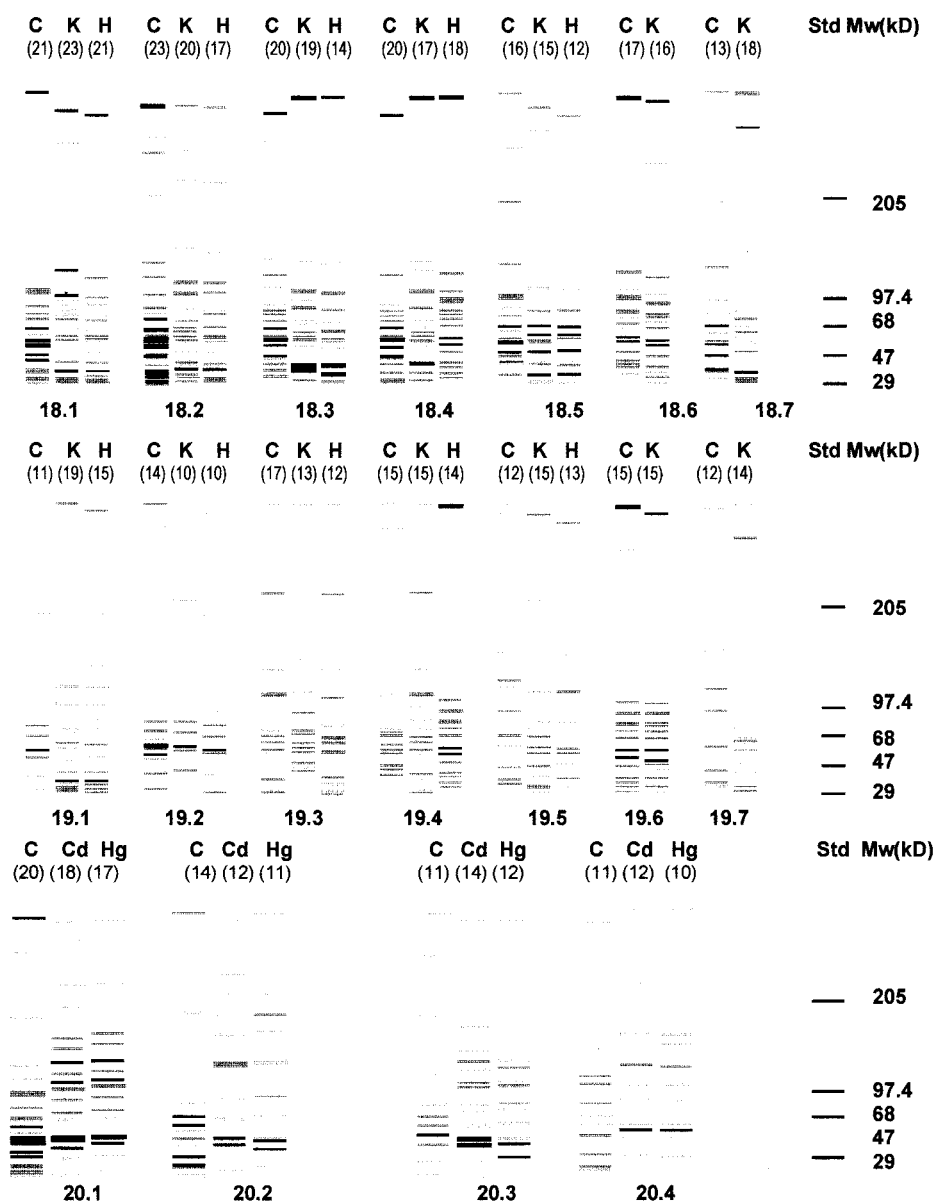 C K H C K H C K H C K H C K H C K C K Std Mw(kD)
(21) (23) (21) (23) (20) (17) (20) (19) (14) (20) (17) (18) (16) (15) (12) (17) (16) (13) (18)
205
97.4
68
47
29
18.1 18.2 18.3 18.4 18.5 18.6 18.7
C K H C K H C K H C K H C K H C K C K Std Mw(kD)
(11) (19) (15) (14) (10) (10) (17) (13) (12) (15) (15) (14) (12) (15) (13) (15) (15) (12) (14)
205
97.4
68
47
29
19.1 19.2 19.3 19.4 19.5 19.6 19.7
C Cd Hg C Cd Hg C Cd Hg C Cd Hg Std Mw(kD)
(20) (18) (17) (14) (12) (11) (11) (14) (12) (11) (12) (10)
205
97.4
68
47
29
20.1 20.2 20.3 20.4